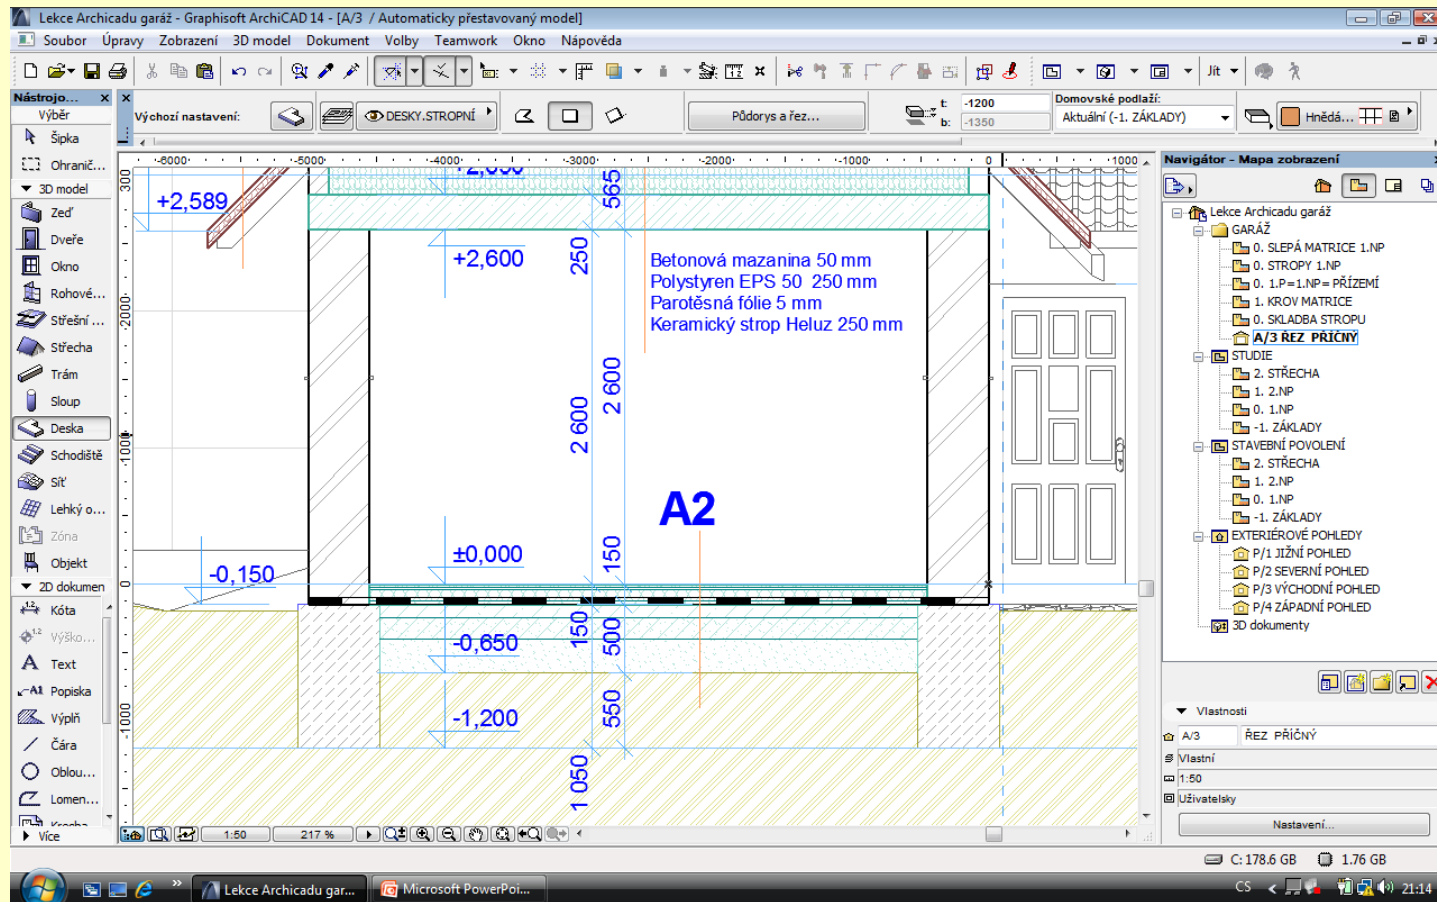 Lekce Archicadu garáž - Graphisoft ArchiCAD 14 - [A/3 / Automaticky přestavovaný model]
Soubor Úpravy Zobrazení 3D model Dokument Volby Teamwork Okno Nápověda
Jít
Nástrojo...
Výběr
Šipka
Ohranič...
3D model
Zeď
Dveře
Okno
Rohové...
Střešní ...
Střecha
Trám
Sloup
Deska
Schodiště
Síť
Lehký o...
Zóna
Objekt
2D dokumen
Kóta
Výško...
Text
Popiska
Výplň
Čára
Oblou...
Lomen...
Více
Výchozí nastavení:
DESKY.STROPNÍ
Půdorys a řez...
t: -1200
b: -1350
Domovské podlaží:
Aktuální (-1. ZÁKLADY)
Hnědá...
-6000 -5000 -4000 -3000 -2000 -1000 0 1000
300
2000
1000
0
-1000
+2,589
565
+2,600
250
Betonová mazanina 50 mm
Polystyren EPS 50 250 mm
Parotěsná fólie 5 mm
Keramický strop Heluz 250 mm
2 600
2 600
A2
±0,000
150
-0,150
150
500
-0,650
-1,200
550
1 050
1:50
217 %
Navigátor - Mapa zobrazení
Lekce Archicadu garáž
GARÁŽ
0. SLEPÁ MATRICE 1.NP
0. STROPY 1.NP
0. 1.P=1.NP= PŘÍZEMÍ
1. KROV MATRICE
0. SKLADBA STROPU
A/3 ŘEZ PŘÍČNÝ
STUDIE
2. STŘECHA
1. 2.NP
0. 1.NP
-1. ZÁKLADY
STAVEBNÍ POVOLENÍ
2. STŘECHA
1. 2.NP
0. 1.NP
-1. ZÁKLADY
EXTERIÉROVÉ POHLEDY
P/1 JIŽNÍ POHLED
P/2 SEVERNÍ POHLED
P/3 VÝCHODNÍ POHLED
P/4 ZÁPADNÍ POHLED
3D dokumenty
Vlastnosti
A/3 ŘEZ PŘÍČNÝ
Vlastní
1:50
Uživatelsky
Nastavení...
C: 178.6 GB 1.76 GB
Lekce Archicadu gar...
Microsoft PowerPoi...
CS
21:14